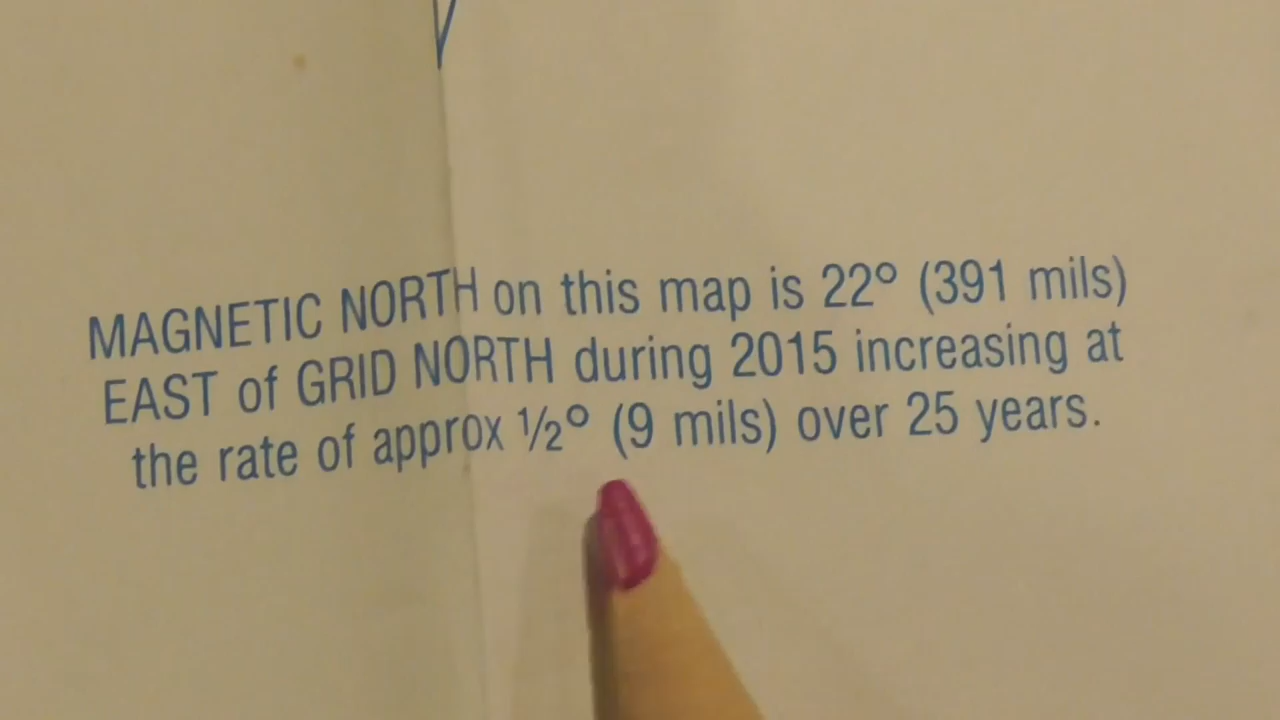 MAGNETIC NORTH on this map is 22° (391 mils)
EAST of GRID NORTH during 2015 increasing at
the rate of approx ½° (9 mils) over 25 years.